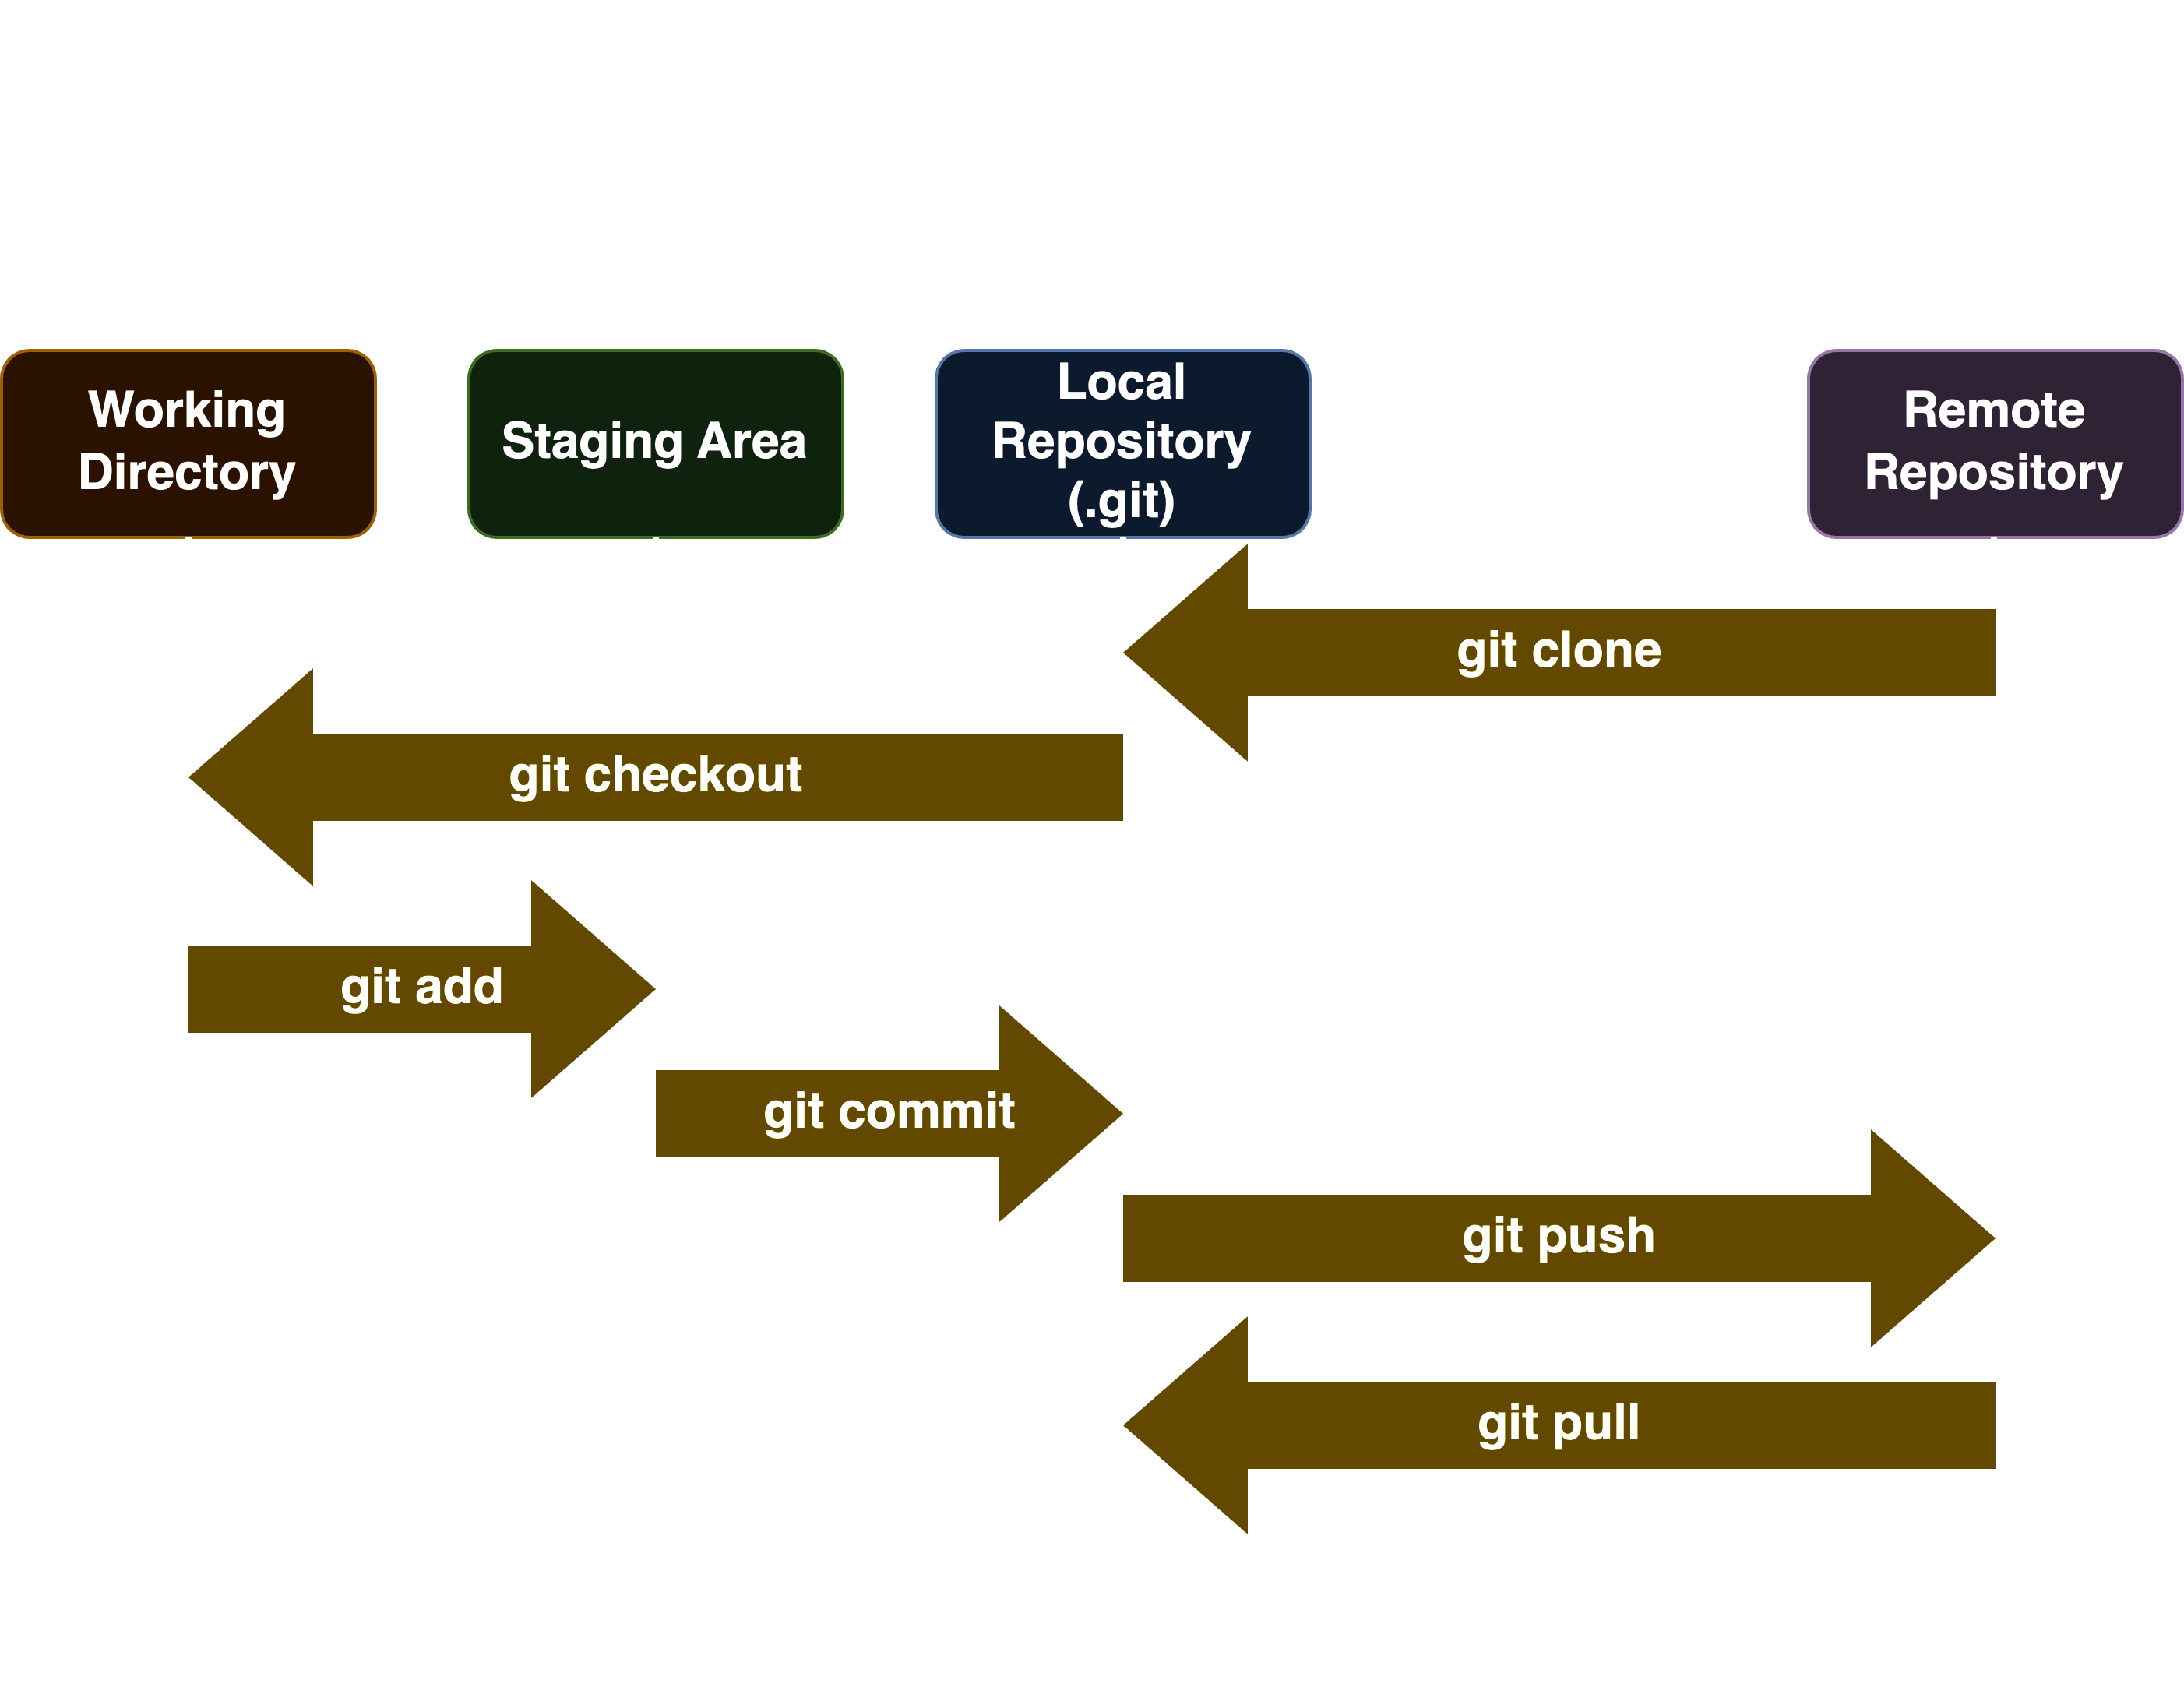 Working
Directory
Staging Area
Local
Repository
(.git)
Remote
Repository
git clone
git checkout
git add
git commit
git push
git pull